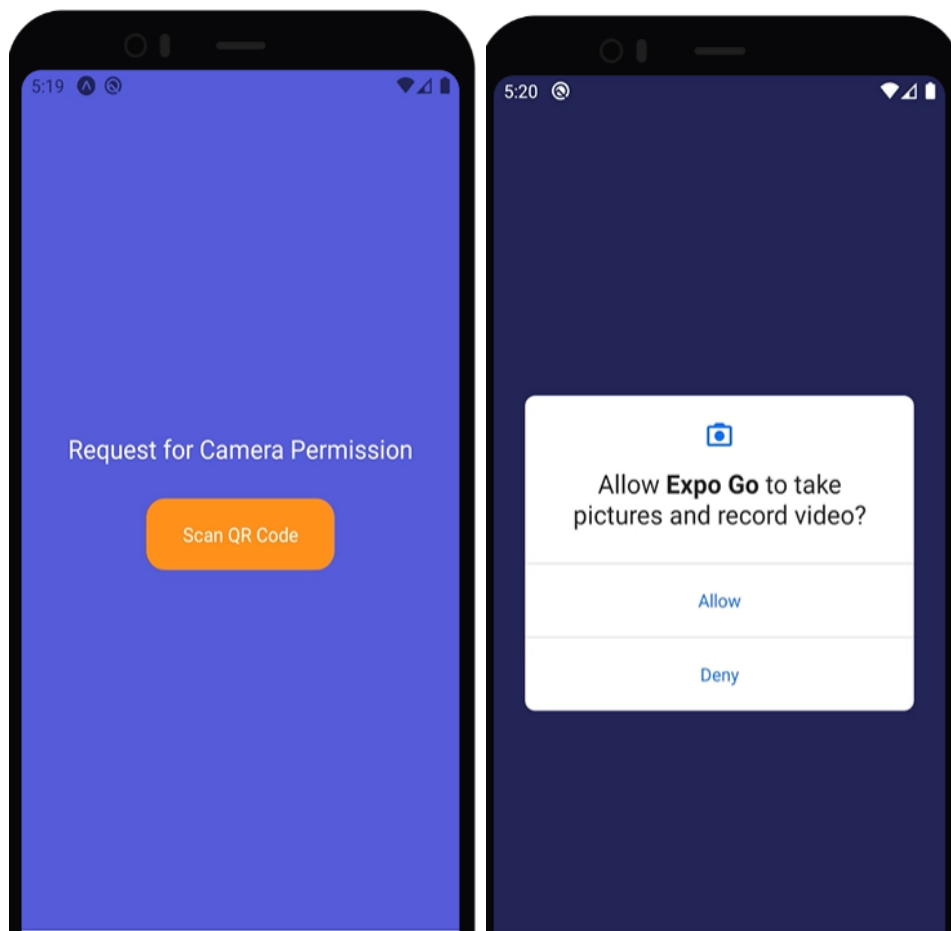 5:19
Request for Camera Permission
Scan QR Code
5:20
Allow Expo Go to take
pictures and record video?
Allow
Deny